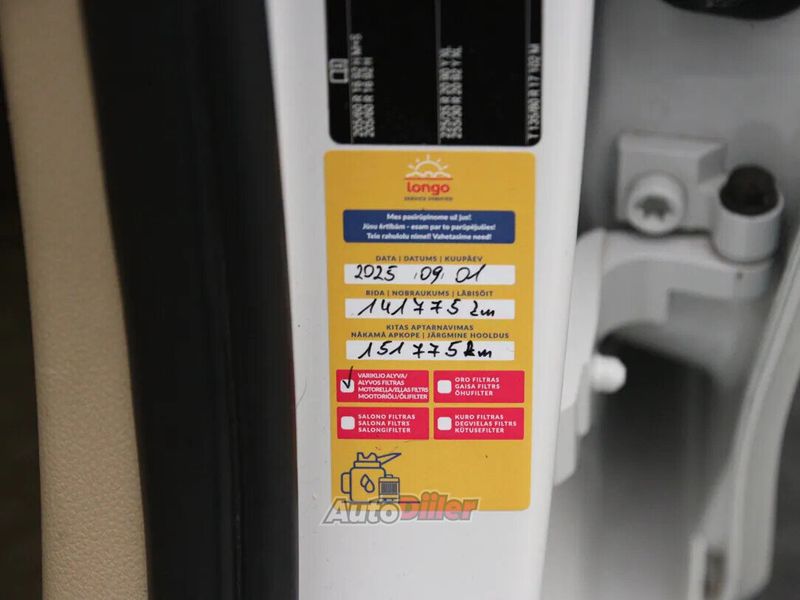 longo
SERVICE VERIFIED
Mes pasirūpinome už jus!
Jūsu ērtībām - esam par to parūpējušies!
Teie rahulolu nimel! Vahetasime need!
DATA | DATUMS | KUUPÄEV
2025 .09. 01
RIDA | NOBRAUKUMS | LÄBISÕIT
141775 km
KITAS APTARNAVIMAS
NĀKAMĀ APKOPE | JÄRGMINE HOOLDUS
151775 km
VARIKLIO ALYVA/
ALYVOS FILTRAS
MOTOREĻĻA/EĻĻAS FILTRS
MOOTORIÕLI/ÕLIFILTER
ORO FILTRAS
GAISA FILTRS
ÕHUFILTER
SALONO FILTRAS
SALONA FILTRS
SALONGIFILTER
KURO FILTRAS
DEGVIELAS FILTRS
KÜTUSEFILTER
AutoDiiler